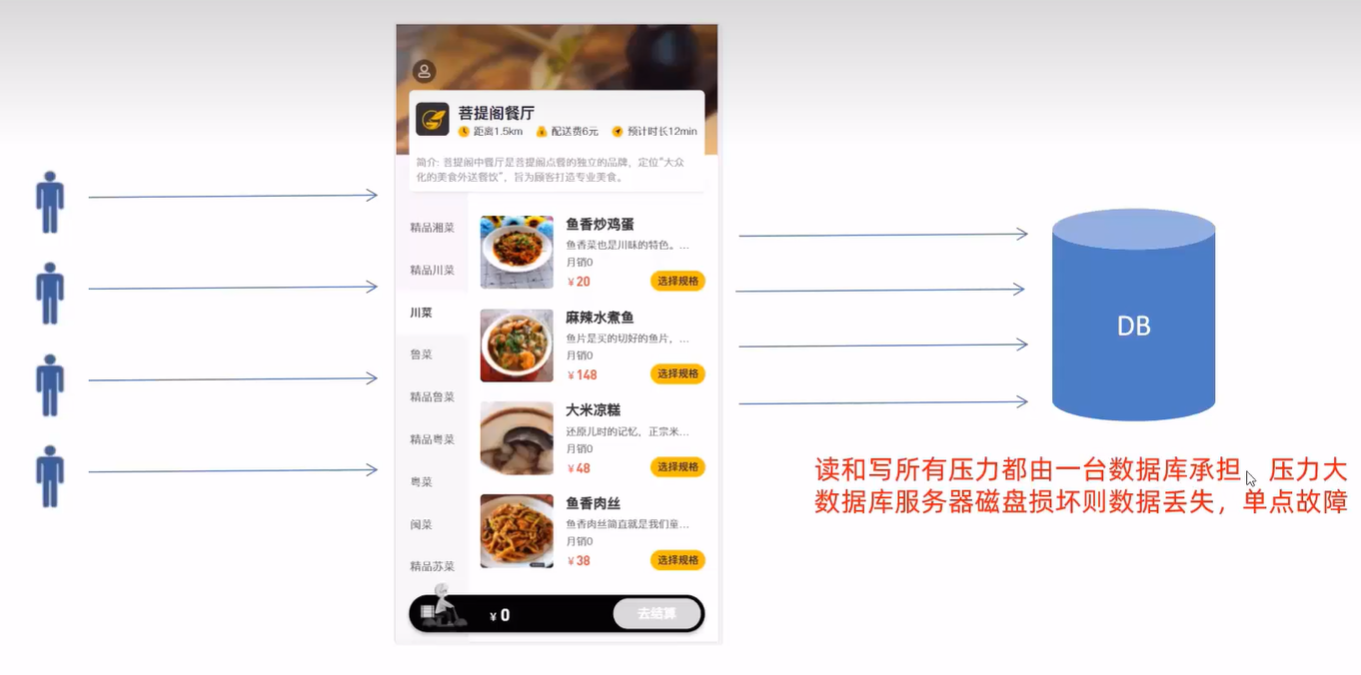 菩提阁餐厅
距离1.5km 配送费6元 预计时长12min
简介: 菩提阁中餐厅是菩提阁点餐的独立的品牌，定位“大众
化的美食外送餐饮”，旨为顾客打造专业美食。
精品湘菜
精品川菜
川菜
鲁菜
精品鲁菜
精品粤菜
粤菜
闽菜
精品苏菜
鱼香炒鸡蛋
鱼香菜也是川味的特色。...
月销0
¥20 选择规格
麻辣水煮鱼
鱼片是买的切好的鱼片，...
月销0
¥148 选择规格
大米凉糕
还原儿时的记忆，正宗米...
月销0
¥48 选择规格
鱼香肉丝
鱼香肉丝简直就是我们童...
月销0
¥38 选择规格
¥ 0 去结算
DB
读和写所有压力都由一台数据库承担，压力大
数据库服务器磁盘损坏则数据丢失，单点故障